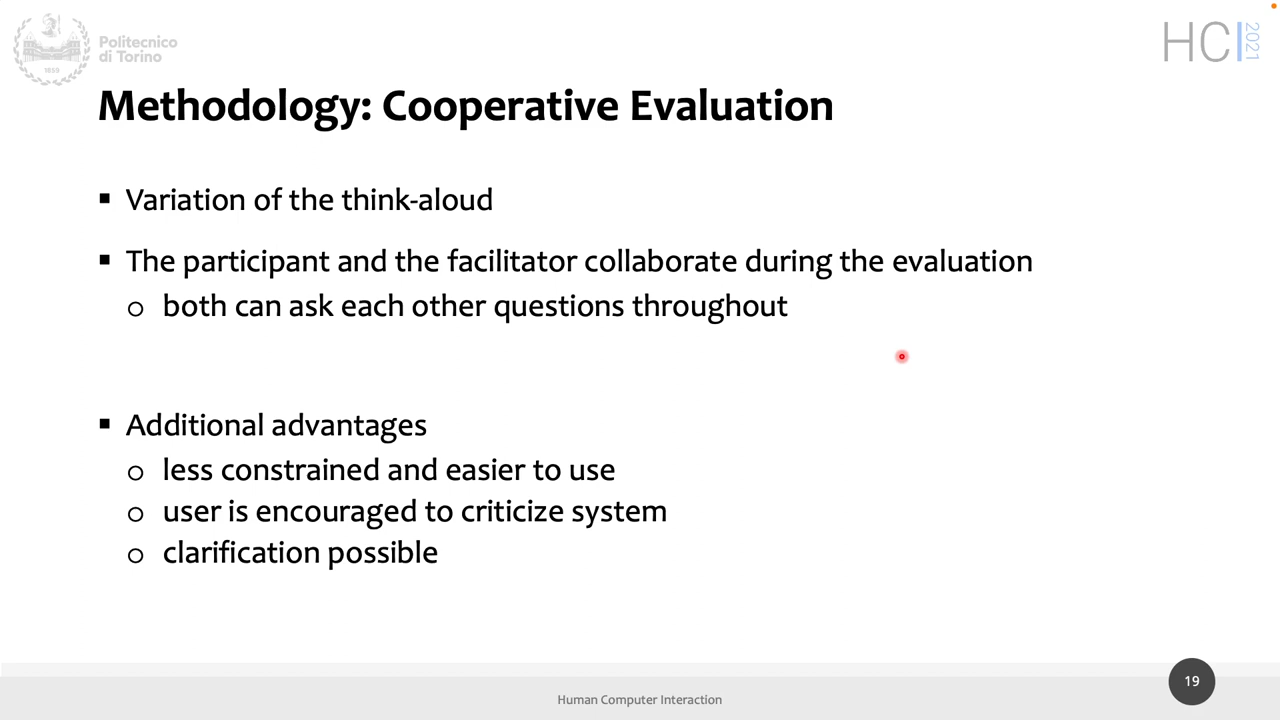 Politecnico
di Torino
1859
HCI 2021
Methodology: Cooperative Evaluation
▪ Variation of the think-aloud
▪ The participant and the facilitator collaborate during the evaluation
o both can ask each other questions throughout
▪ Additional advantages
o less constrained and easier to use
o user is encouraged to criticize system
o clarification possible
19
Human Computer Interaction